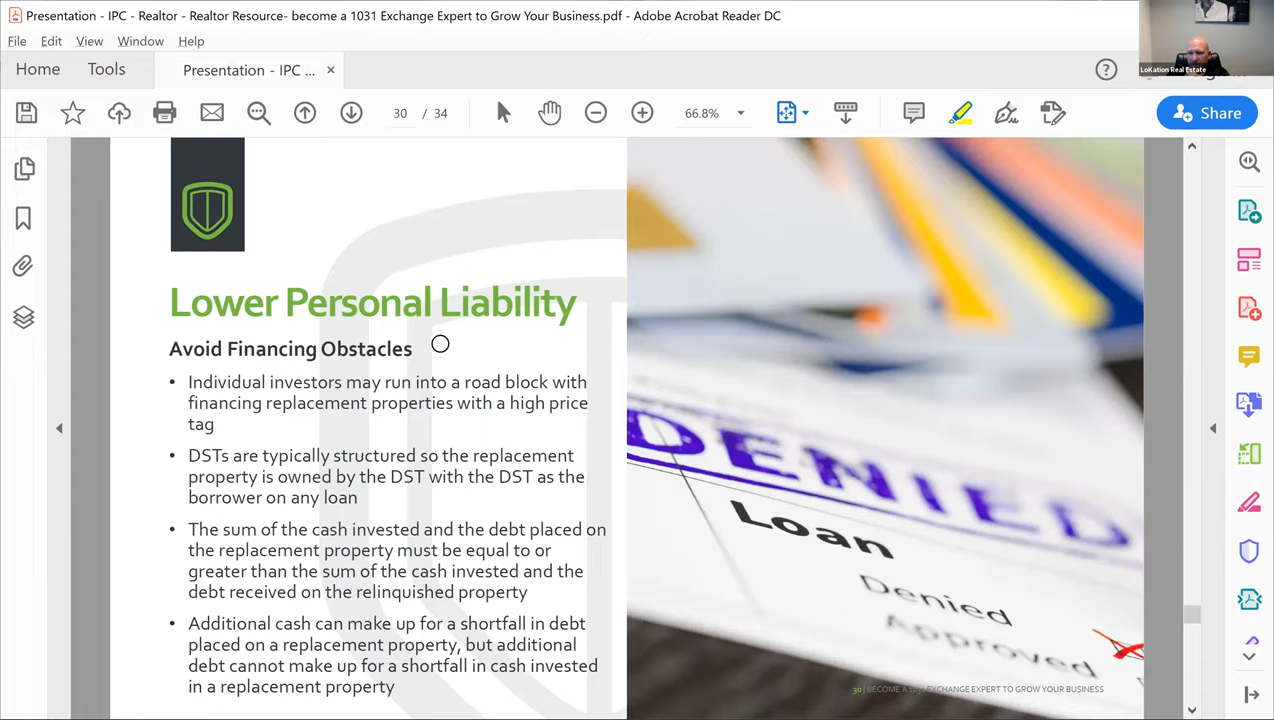 Presentation - IPC - Realtor - Realtor Resource- become a 1031 Exchange Expert to Grow Your Business.pdf - Adobe Acrobat Reader DC
File Edit View Window Help
LoKation Real Estate
Home Tools Presentation - IPC ... ×
30 / 34 66.8% Share
Lower Personal Liability
Avoid Financing Obstacles
• Individual investors may run into a road block with
financing replacement properties with a high price
tag
• DSTs are typically structured so the replacement
property is owned by the DST with the DST as the
borrower on any loan
• The sum of the cash invested and the debt placed on
the replacement property must be equal to or
greater than the sum of the cash invested and the
debt received on the relinquished property
• Additional cash can make up for a shortfall in debt
placed on a replacement property, but additional
debt cannot make up for a shortfall in cash invested
in a replacement property
DENIED
Loan
Denied
Approved
30 | BECOME A 1031 EXCHANGE EXPERT TO GROW YOUR BUSINESS